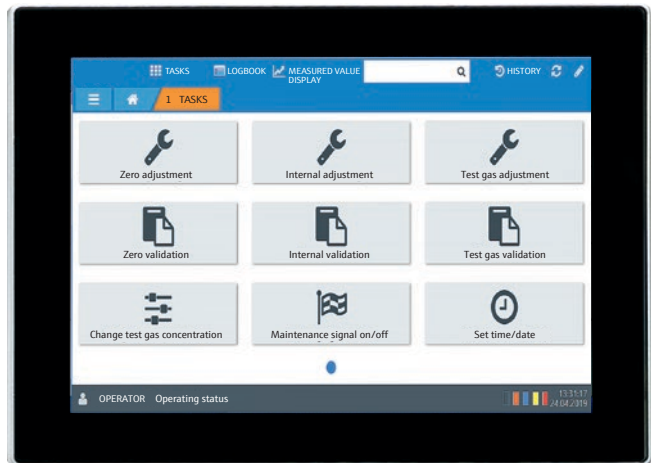 TASKS LOGBOOK MEASURED VALUE DISPLAY HISTORY
1 TASKS
Zero adjustment Internal adjustment Test gas adjustment
Zero validation Internal validation Test gas validation
Change test gas concentration Maintenance signal on/off Set time/date
OPERATOR Operating status 13:31:17
24.04.2019